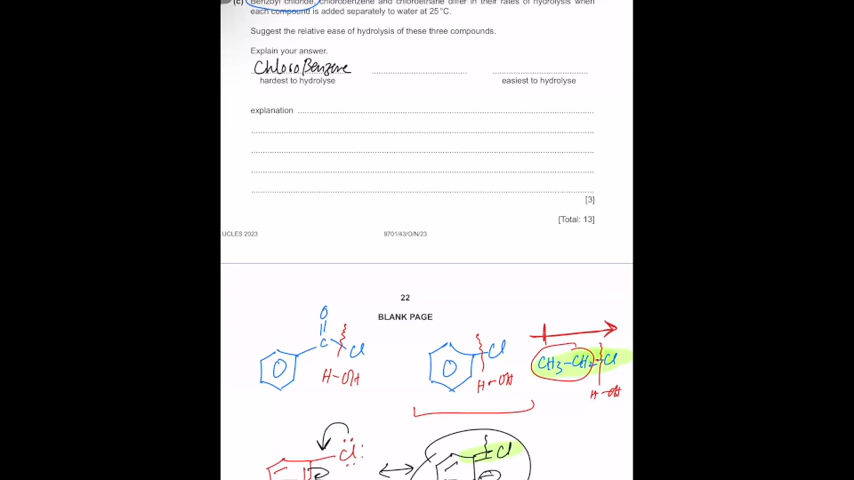 (c) Benzoyl chloride, chlorobenzene and chloroethane differ in their rates of hydrolysis when
each compound is added separately to water at 25°C.
Suggest the relative ease of hydrolysis of these three compounds.
Explain your answer.
ChloroBenzene
hardest to hydrolyse easiest to hydrolyse
explanation
[3]
[Total: 13]
UCLES 2023 9701/43/O/N/23
22
BLANK PAGE
O
C Cl Cl CH3-CH2-Cl
H-OH H-OH H-OH
Cl Cl